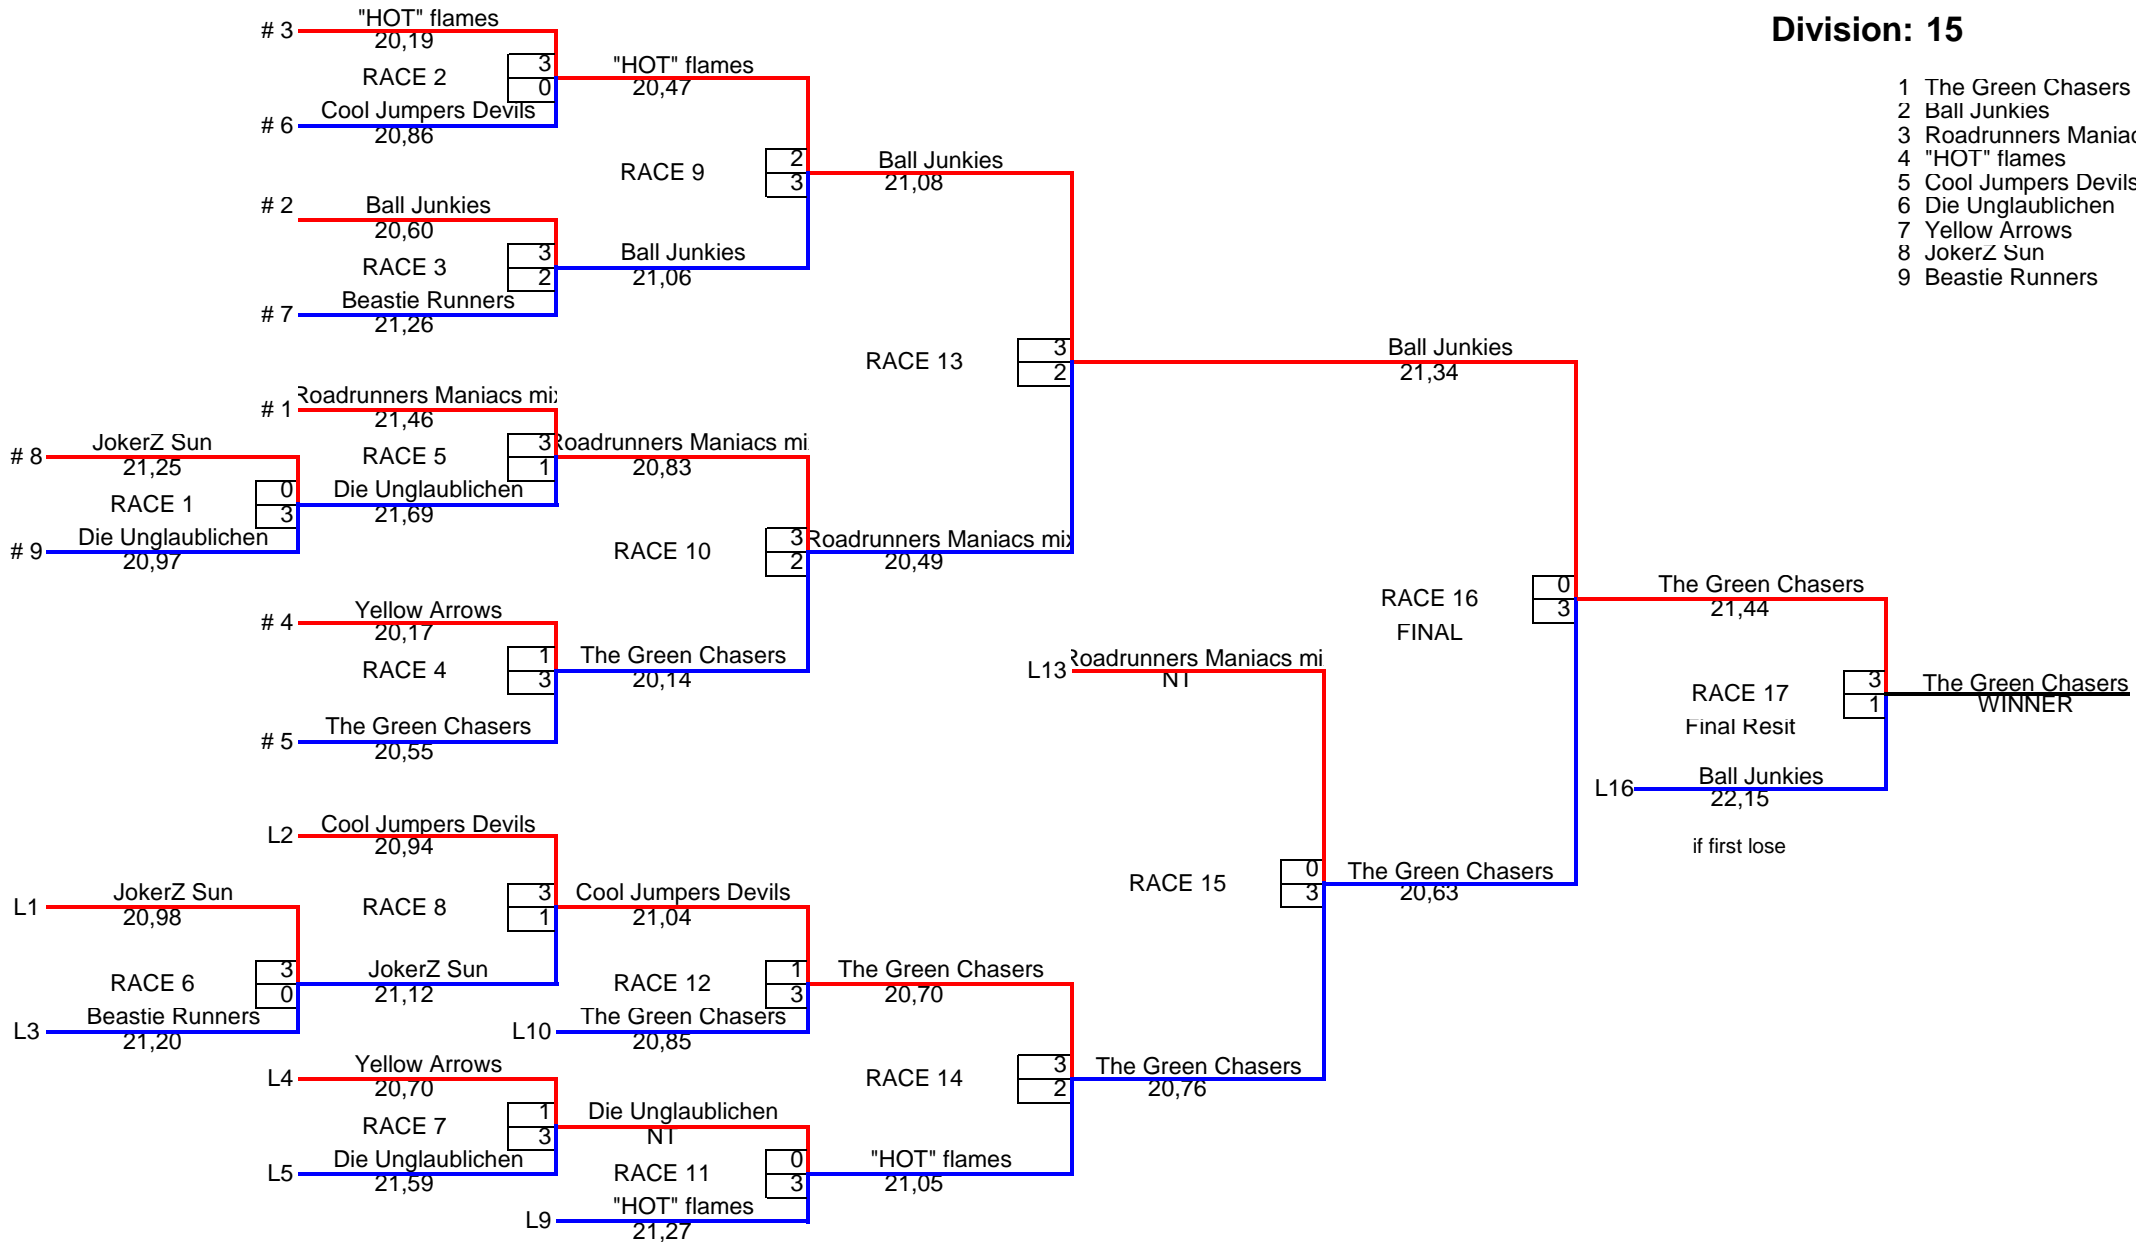 Division: 15
1 The Green Chasers
2 Ball Junkies
3 Roadrunners Maniac
4 "HOT" flames
5 Cool Jumpers Devils
6 Die Unglaublichen
7 Yellow Arrows
8 JokerZ Sun
9 Beastie Runners
# 3 "HOT" flames
20,19
RACE 2 3
0
# 6 Cool Jumpers Devils
20,86
"HOT" flames
20,47
RACE 9 2
3
# 2 Ball Junkies
20,60
RACE 3 3
2
# 7 Beastie Runners
21,26
Ball Junkies
21,06
Ball Junkies
21,08
RACE 13 3
2
Ball Junkies
21,34
# 1 Roadrunners Maniacs mix
21,46
RACE 5 3
1
# 8 JokerZ Sun
21,25
RACE 1 0
3
# 9 Die Unglaublichen
20,97
Die Unglaublichen
21,69
Roadrunners Maniacs mi
20,83
RACE 10 3
2
Roadrunners Maniacs mix
20,49
# 4 Yellow Arrows
20,17
RACE 4 1
3
# 5 The Green Chasers
20,55
The Green Chasers
20,14
RACE 16 0
FINAL 3
The Green Chasers
21,44
L13 Roadrunners Maniacs mi
NT
RACE 17 3
Final Resit 1
The Green Chasers
WINNER
L16 Ball Junkies
22,15
if first lose
L2 Cool Jumpers Devils
20,94
RACE 8 3
1
L1 JokerZ Sun
20,98
RACE 6 3
0
L3 Beastie Runners
21,20
JokerZ Sun
21,12
Cool Jumpers Devils
21,04
RACE 12 1
3
L10 The Green Chasers
20,85
The Green Chasers
20,70
RACE 15 0
3
The Green Chasers
20,63
RACE 14 3
2
The Green Chasers
20,76
L4 Yellow Arrows
20,70
RACE 7 1
3
L5 Die Unglaublichen
21,59
Die Unglaublichen
NT
RACE 11 0
3
L9 "HOT" flames
21,27
"HOT" flames
21,05